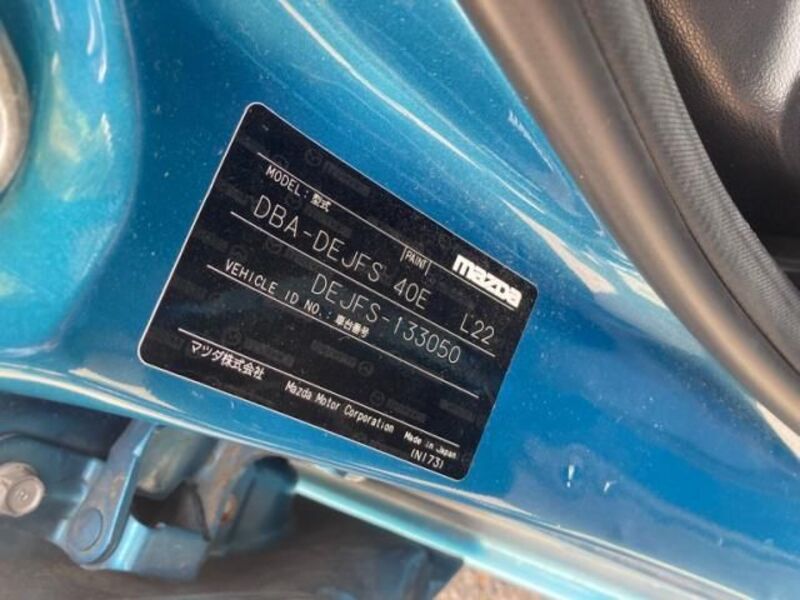 mazda
MODEL : 型式 |PAINT|
DBA-DEJFS 40E L22
VEHICLE ID NO. : 車台番号
DEJFS-133050
マツダ株式会社 Mazda Motor Corporation Made in Japan
(N173)